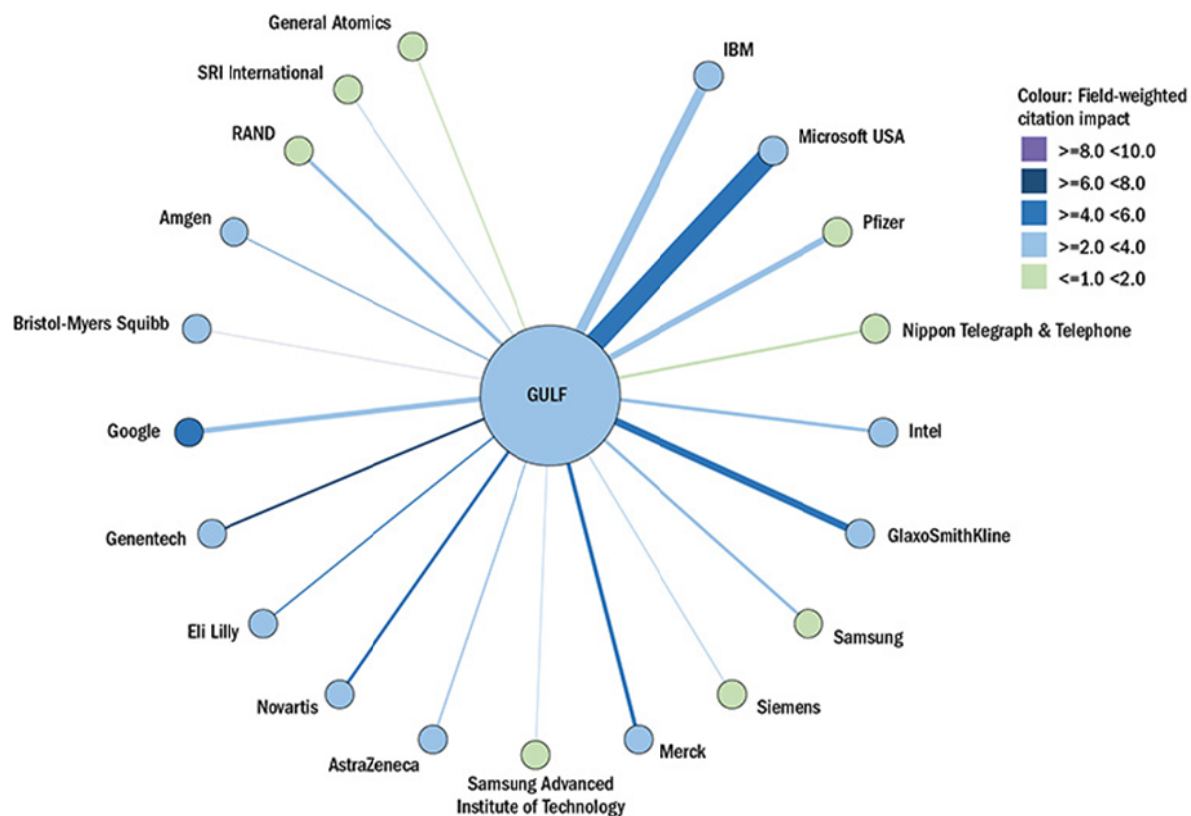 General Atomics
IBM
SRI International
Colour: Field-weighted
citation impact
RAND
Microsoft USA
>=8.0 <10.0
>=6.0 <8.0
>=4.0 <6.0
>=2.0 <4.0
<=1.0 <2.0
Amgen
Pfizer
Bristol-Myers Squibb
Nippon Telegraph & Telephone
GULF
Google
Intel
Genentech
GlaxoSmithKline
Eli Lilly
Samsung
Novartis
Siemens
AstraZeneca
Merck
Samsung Advanced
Institute of Technology